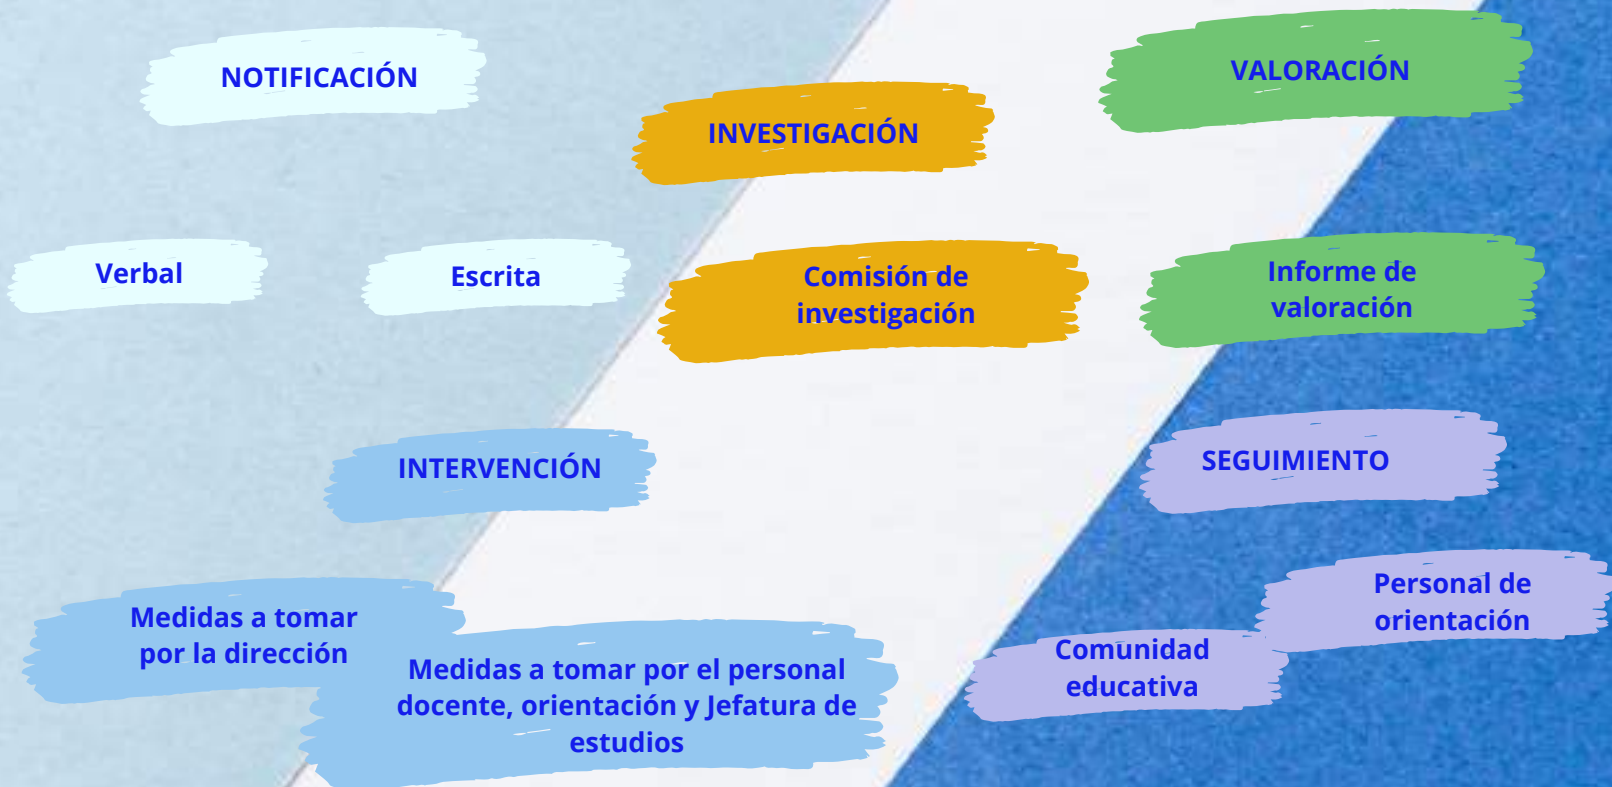 NOTIFICACIÓN
Verbal
Escrita
INVESTIGACIÓN
Comisión de
investigación
VALORACIÓN
Informe de
valoración
INTERVENCIÓN
Medidas a tomar
por la dirección
Medidas a tomar por el personal
docente, orientación y Jefatura de
estudios
SEGUIMIENTO
Personal de
orientación
Comunidad
educativa